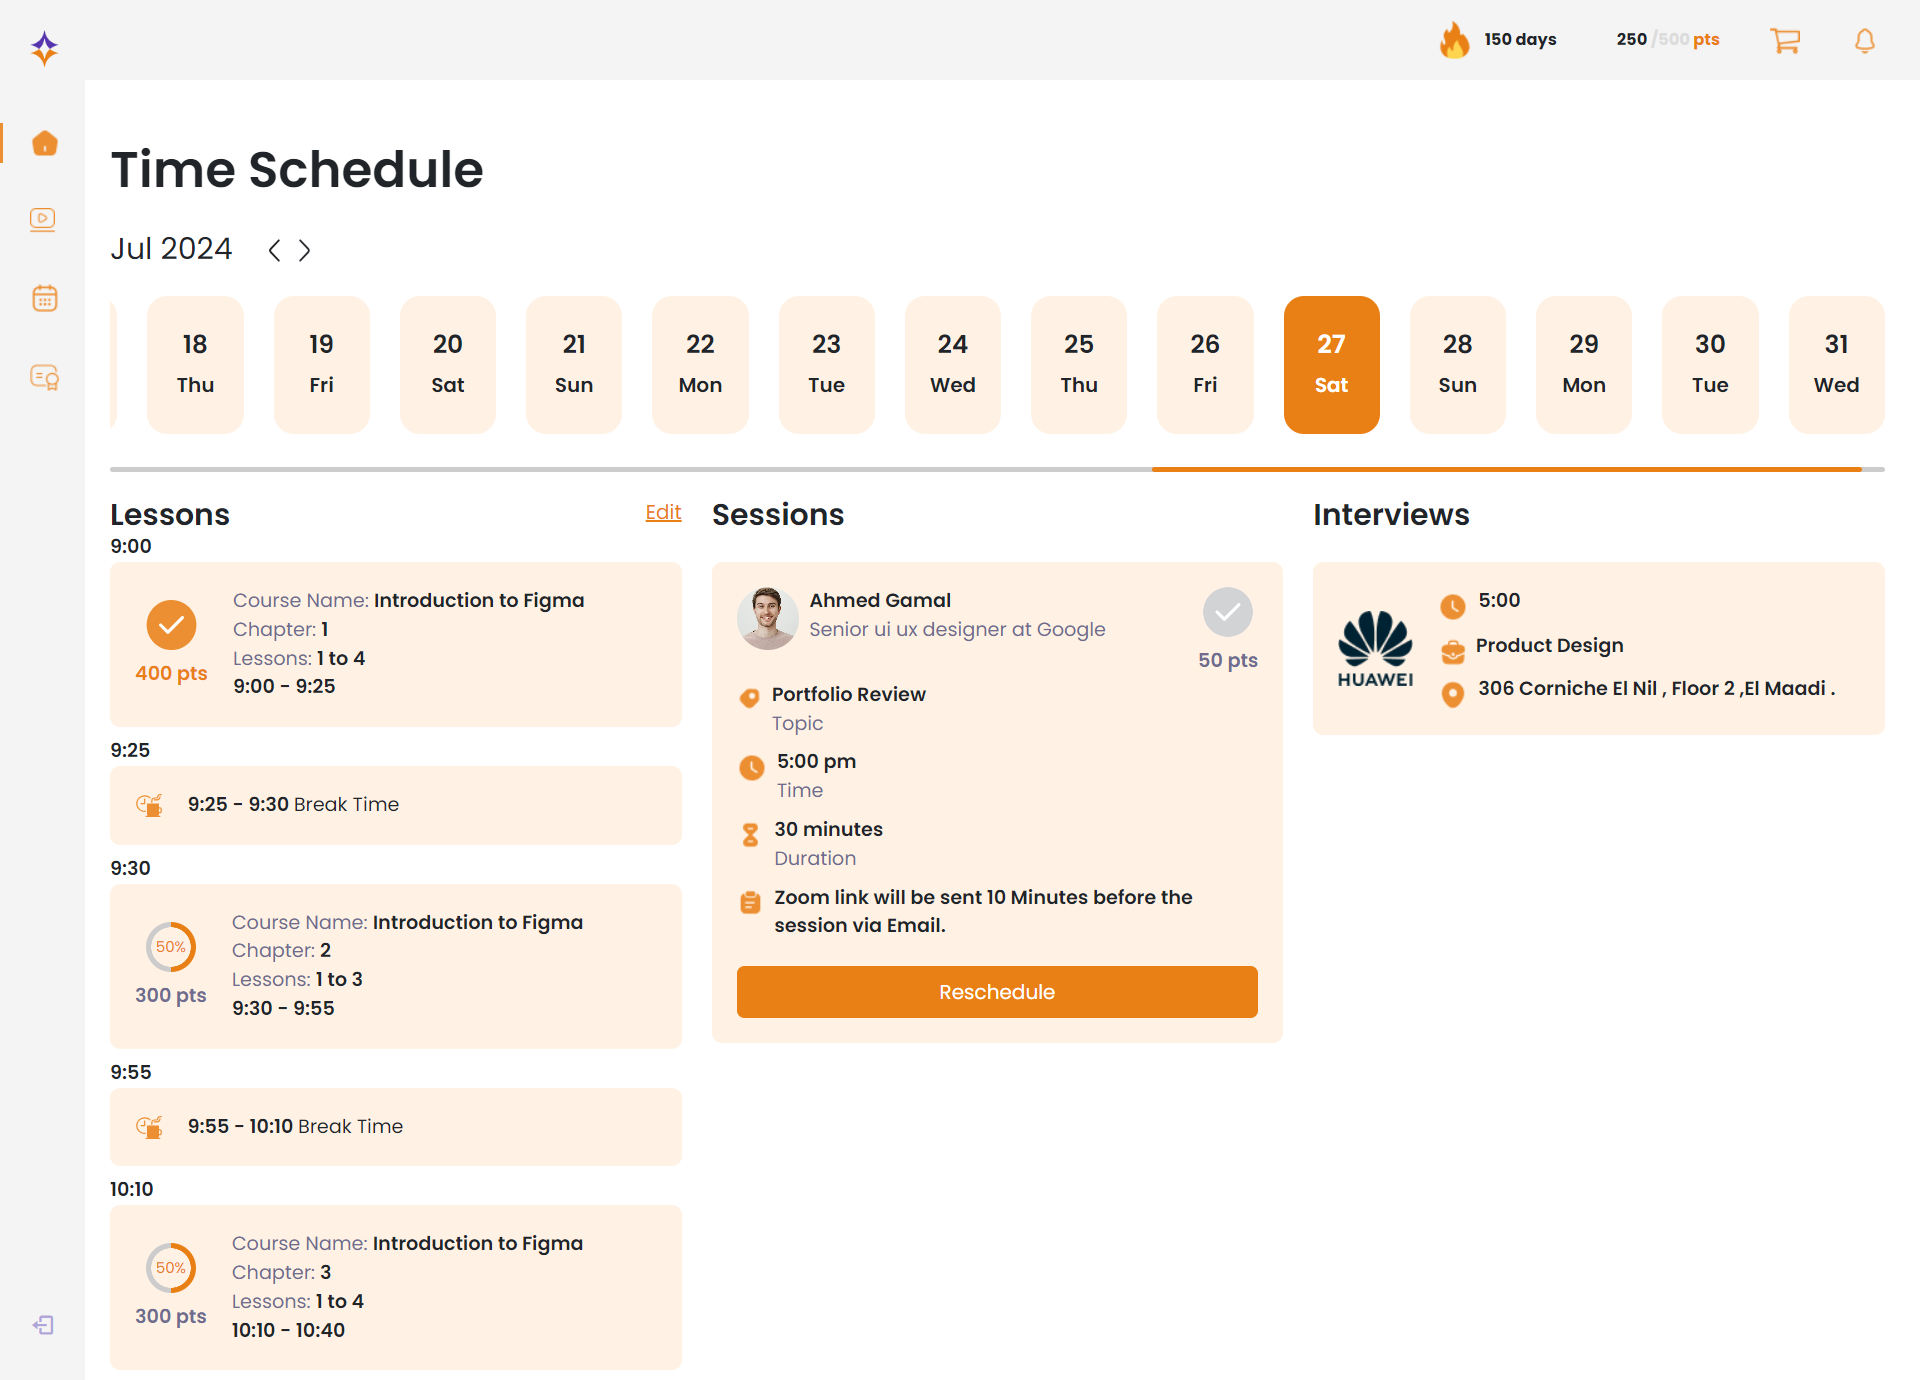 150 days
250 /500 pts
Time Schedule
Jul 2024
18 19 20 21 22 23 24 25 26 27 28 29 30 31
Thu Fri Sat Sun Mon Tue Wed Thu Fri Sat Sun Mon Tue Wed
Lessons
Edit
9:00
400 pts
Course Name: Introduction to Figma
Chapter: 1
Lessons: 1 to 4
9:00 - 9:25
9:25
9:25 - 9:30 Break Time
9:30
50%
300 pts
Course Name: Introduction to Figma
Chapter: 2
Lessons: 1 to 3
9:30 - 9:55
9:55
9:55 - 10:10 Break Time
10:10
50%
300 pts
Course Name: Introduction to Figma
Chapter: 3
Lessons: 1 to 4
10:10 - 10:40
Sessions
Ahmed Gamal
Senior ui ux designer at Google
50 pts
Portfolio Review
Topic
5:00 pm
Time
30 minutes
Duration
Zoom link will be sent 10 Minutes before the
session via Email.
Reschedule
Interviews
HUAWEI
5:00
Product Design
306 Corniche El Nil , Floor 2 ,El Maadi .